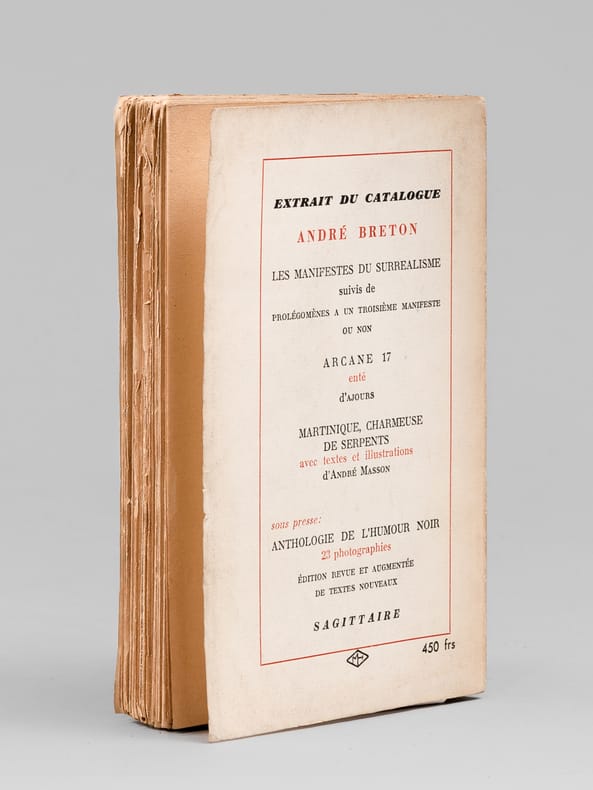 EXTRAIT DU CATALOGUE
ANDRÉ BRETON
LES MANIFESTES DU SURREALISME
suivis de
PROLÉGOMÈNES A UN TROISIÈME MANIFESTE
OU NON
ARCANE 17
enté
d'AJOURS
MARTINIQUE, CHARMEUSE
DE SERPENTS
avec textes et illustrations
d'ANDRÉ MASSON
sous presse:
ANTHOLOGIE DE L'HUMOUR NOIR
23 photographies
ÉDITION REVUE ET AUGMENTÉE
DE TEXTES NOUVEAUX
SAGITTAIRE
450 frs